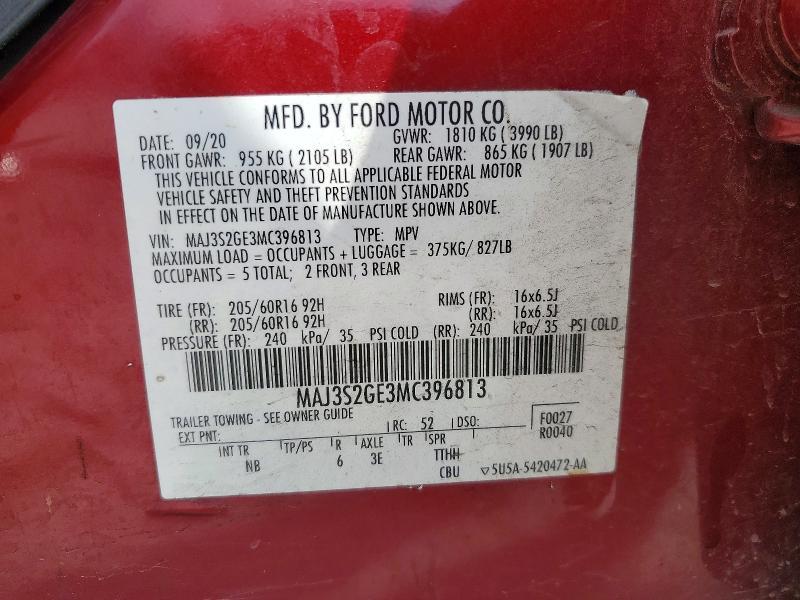 MFD. BY FORD MOTOR CO.
DATE: 09/20 GVWR: 1810 KG ( 3990 LB)
FRONT GAWR: 955 KG ( 2105 LB) REAR GAWR: 865 KG ( 1907 LB)
THIS VEHICLE CONFORMS TO ALL APPLICABLE FEDERAL MOTOR
VEHICLE SAFETY AND THEFT PREVENTION STANDARDS
IN EFFECT ON THE DATE OF MANUFACTURE SHOWN ABOVE.
VIN: MAJ3S2GE3MC396813 TYPE: MPV
MAXIMUM LOAD = OCCUPANTS + LUGGAGE = 375KG/ 827LB
OCCUPANTS = 5 TOTAL; 2 FRONT, 3 REAR
TIRE (FR): 205/60R16 92H RIMS (FR): 16x6.5J
(RR): 205/60R16 92H (RR): 16x6.5J
PRESSURE (FR): 240 kPa/ 35 PSI COLD (RR): 240 kPa/ 35 PSI COLD
MAJ3S2GE3MC396813
TRAILER TOWING - SEE OWNER GUIDE
EXT PNT: RC: 52 DSO: F0027
R0040
INT TR TP/PS R AXLE TR SPR
NB 6 3E TTHH
CBU 5U5A-5420472-AA